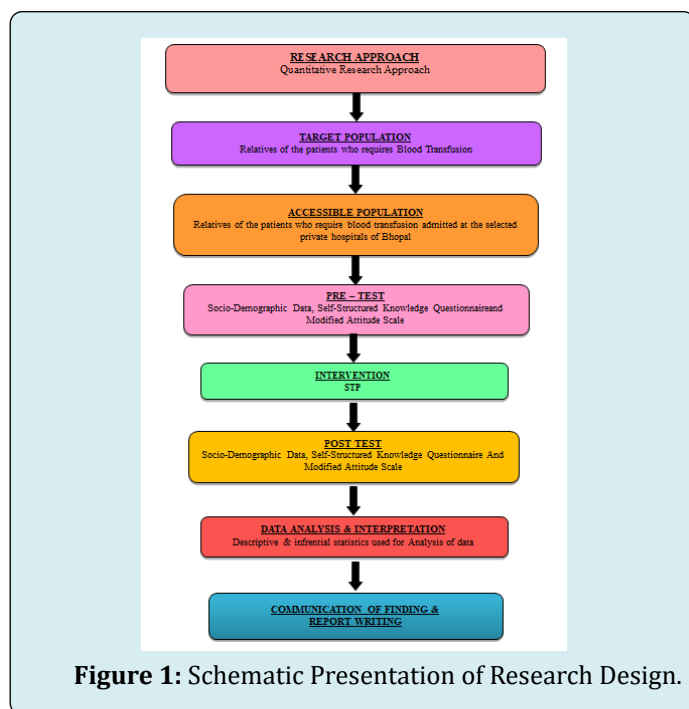 RESEARCH APPROACH
Quantitative Research Approach
TARGET POPULATION
Relatives of the patients who requires Blood Transfusion
ACCESSIBLE POPULATION
Relatives of the patients who require blood transfusion admitted at the selected
private hospitals of Bhopal
PRE – TEST
Socio-Demographic Data, Self-Structured Knowledge Questionnaireand
Modified Attitude Scale
INTERVENTION
STP
POST TEST
Socio-Demographic Data, Self-Structured Knowledge Questionnaire And
Modified Attitude Scale
DATA ANALYSIS & INTERPRETATION
Descriptive & infrential statistics used for Analysis of data
COMMUNICATION OF FINDING &
REPORT WRITING
Figure 1: Schematic Presentation of Research Design.